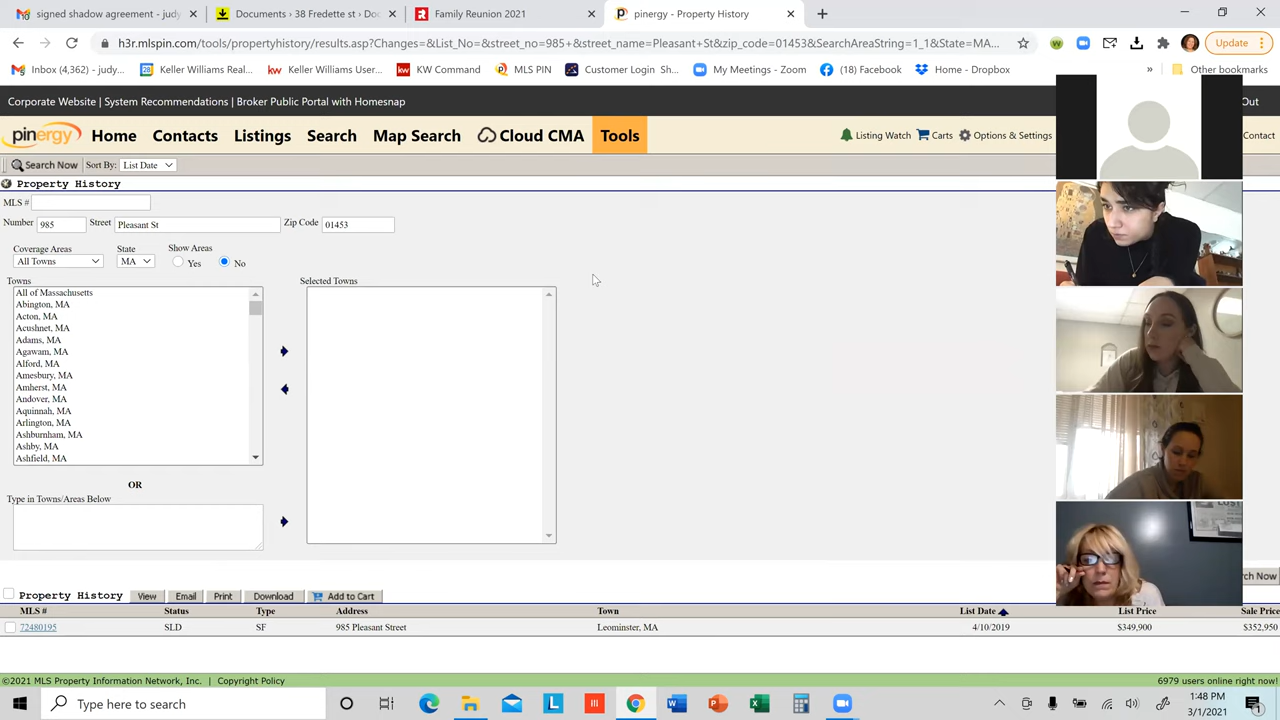 signed shadow agreement - judy
Documents › 38 Fredette st › Do
Family Reunion 2021
pinergy - Property History
h3r.mlspin.com/tools/propertyhistory/results.asp?Changes=&List_No=&street_no=985+&street_name=Pleasant+St&zip_code=01453&SearchAreaString=1_1&State=MA...
Update
Inbox (4,362) - judy...
Keller Williams Real...
Keller Williams User...
KW Command
MLS PIN
Customer Login Sh...
My Meetings - Zoom
(18) Facebook
Home - Dropbox
»
Other bookmarks
Corporate Website | System Recommendations | Broker Public Portal with Homesnap
Out
pinergy
Home
Contacts
Listings
Search
Map Search
Cloud CMA
Tools
Listing Watch
Carts
Options & Settings
Contact
Search Now
Sort By:
List Date
Property History
MLS #
Number
985
Street
Pleasant St
Zip Code
01453
Coverage Areas
State
Show Areas
All Towns
MA
Yes
No
Towns
Selected Towns
All of Massachusetts
Abington, MA
Acton, MA
Acushnet, MA
Adams, MA
Agawam, MA
Alford, MA
Amesbury, MA
Amherst, MA
Andover, MA
Aquinnah, MA
Arlington, MA
Ashburnham, MA
Ashby, MA
Ashfield, MA
OR
Type in Towns/Areas Below
ch Now
Property History
View
Email
Print
Download
Add to Cart
MLS # Status Type Address Town List Date List Price Sale Price
72480195 SLD SF 985 Pleasant Street Leominster, MA 4/10/2019 $349,900 $352,950
©2021 MLS Property Information Network, Inc. | Copyright Policy
6979 users online right now!
Type here to search
1:48 PM
3/1/2021